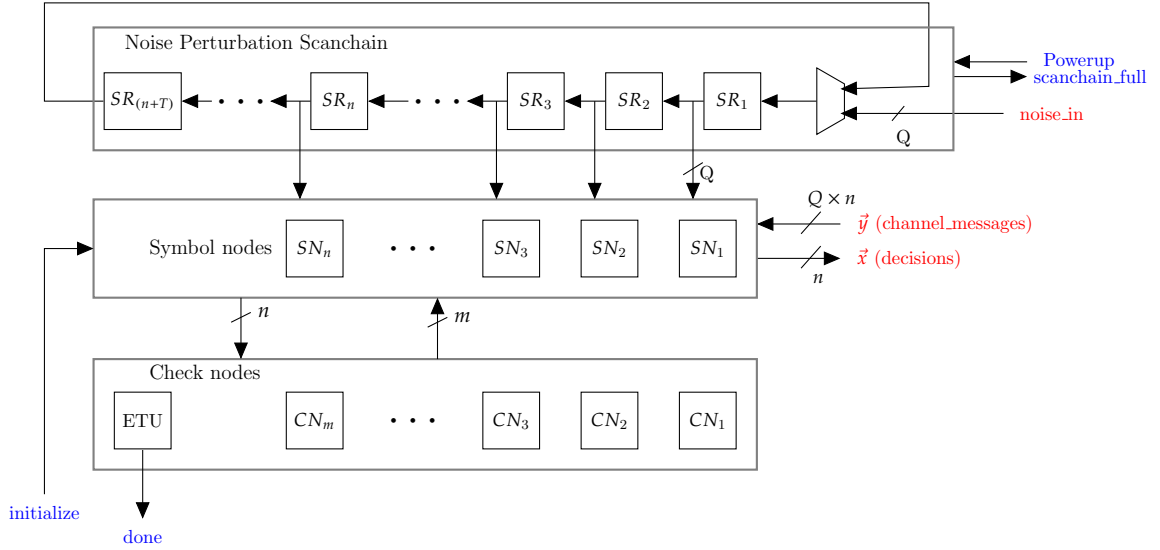 Noise Perturbation Scanchain
Powerup
scanchain_full
SR(n+T)
• • •
SRn
• • •
SR3
SR2
SR1
noise_in
Q
Q
Q × n
y⃗ (channel_messages)
Symbol nodes
SNn
• • •
SN3
SN2
SN1
x⃗ (decisions)
n
n
m
Check nodes
ETU
CNm
• • •
CN3
CN2
CN1
initialize
done